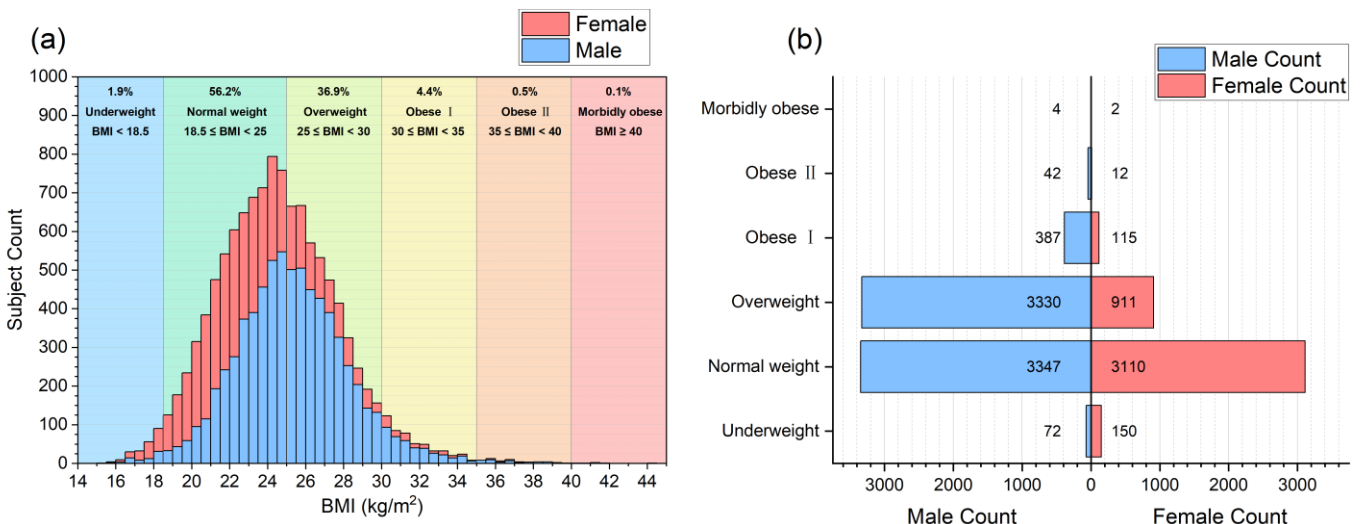 (a)
Female
Male
1000
900
800
700
600
500
400
300
200
100
0
Subject Count
1.9%
Underweight
BMI < 18.5
56.2%
Normal weight
18.5 ≤ BMI < 25
36.9%
Overweight
25 ≤ BMI < 30
4.4%
Obese Ⅰ
30 ≤ BMI < 35
0.5%
Obese Ⅱ
35 ≤ BMI < 40
0.1%
Morbidly obese
BMI ≥ 40
14 16 18 20 22 24 26 28 30 32 34 36 38 40 42 44
BMI (kg/m²)
(b)
Male Count
Female Count
Morbidly obese 4 2
Obese Ⅱ 42 12
Obese Ⅰ 387 115
Overweight 3330 911
Normal weight 3347 3110
Underweight 72 150
3000 2000 1000 0 1000 2000 3000
Male Count Female Count